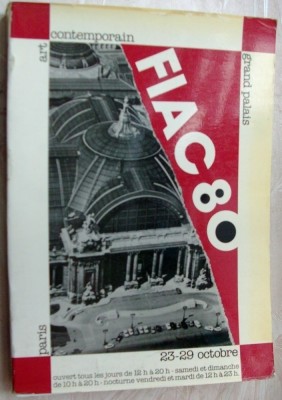 art contemporain
grand palais
FIAC 80
paris
23-29 octobre
ouvert tous les jours de 12 h à 20 h - samedi et dimanche
de 10 h à 20 h - nocturne vendredi et mardi de 12 h à 23 h.